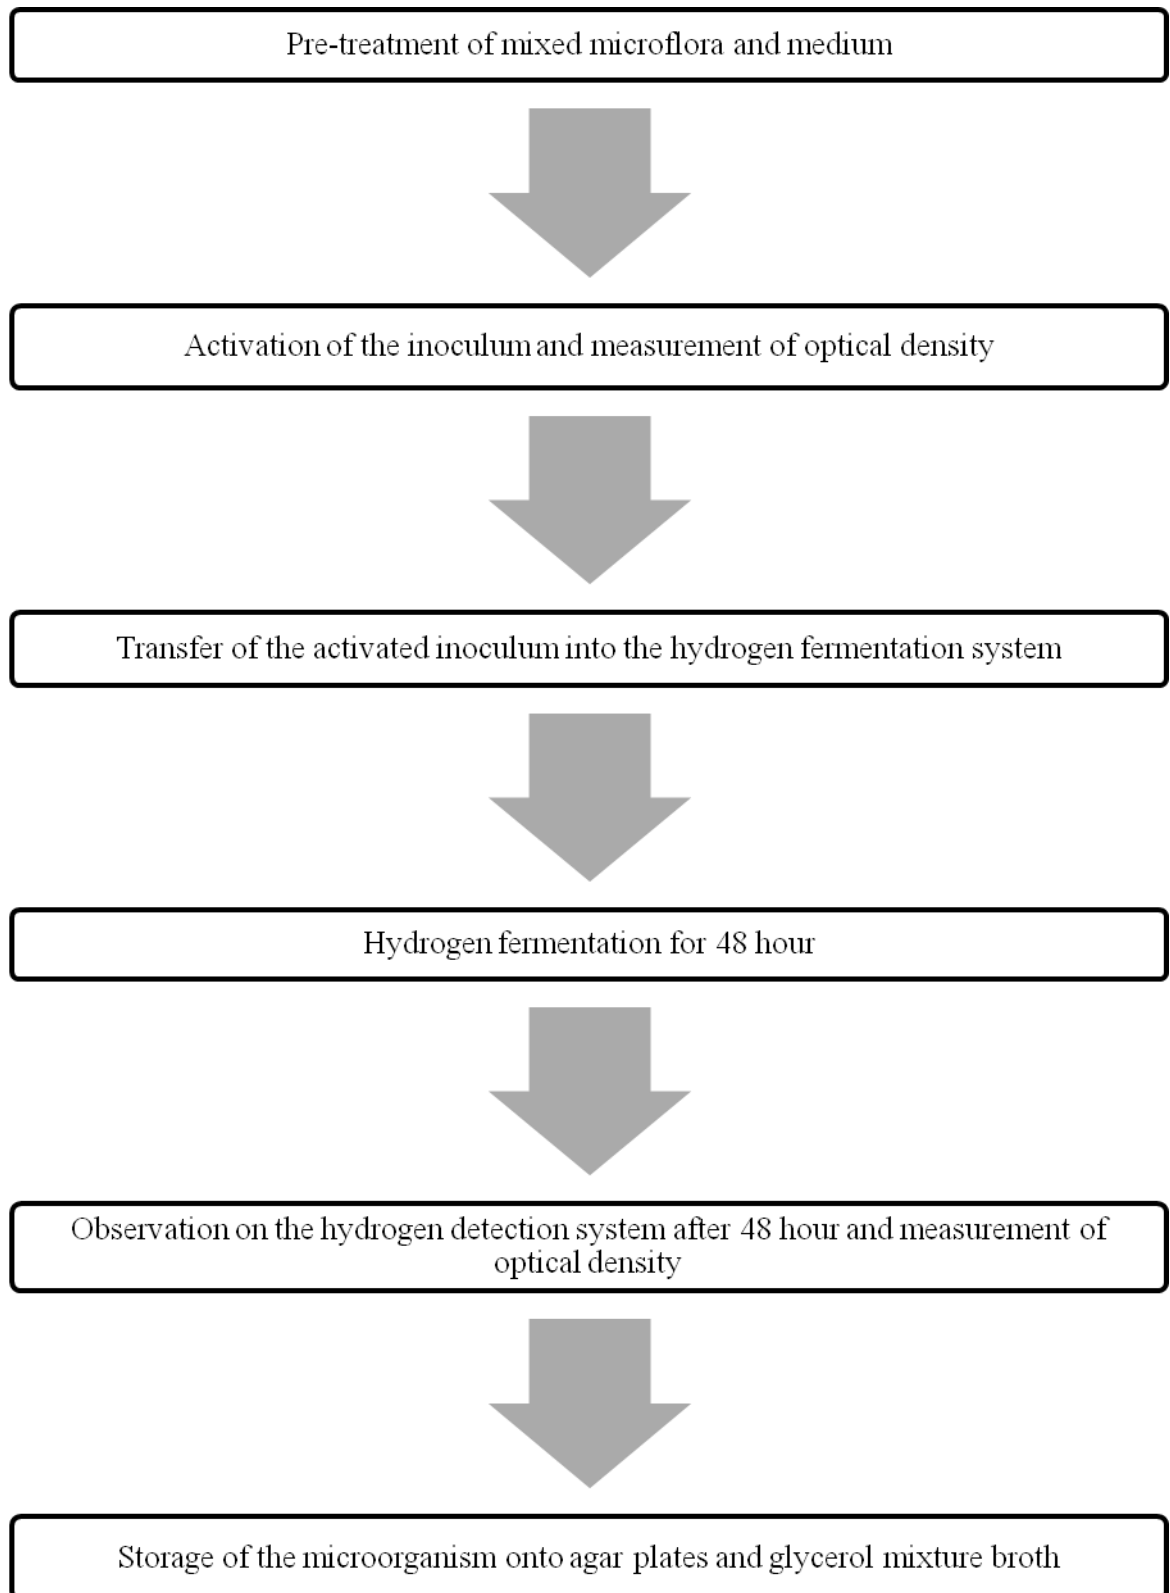 Pre-treatment of mixed microflora and medium
Activation of the inoculum and measurement of optical density
Transfer of the activated inoculum into the hydrogen fermentation system
Hydrogen fermentation for 48 hour
Observation on the hydrogen detection system after 48 hour and measurement of
optical density
Storage of the microorganism onto agar plates and glycerol mixture broth